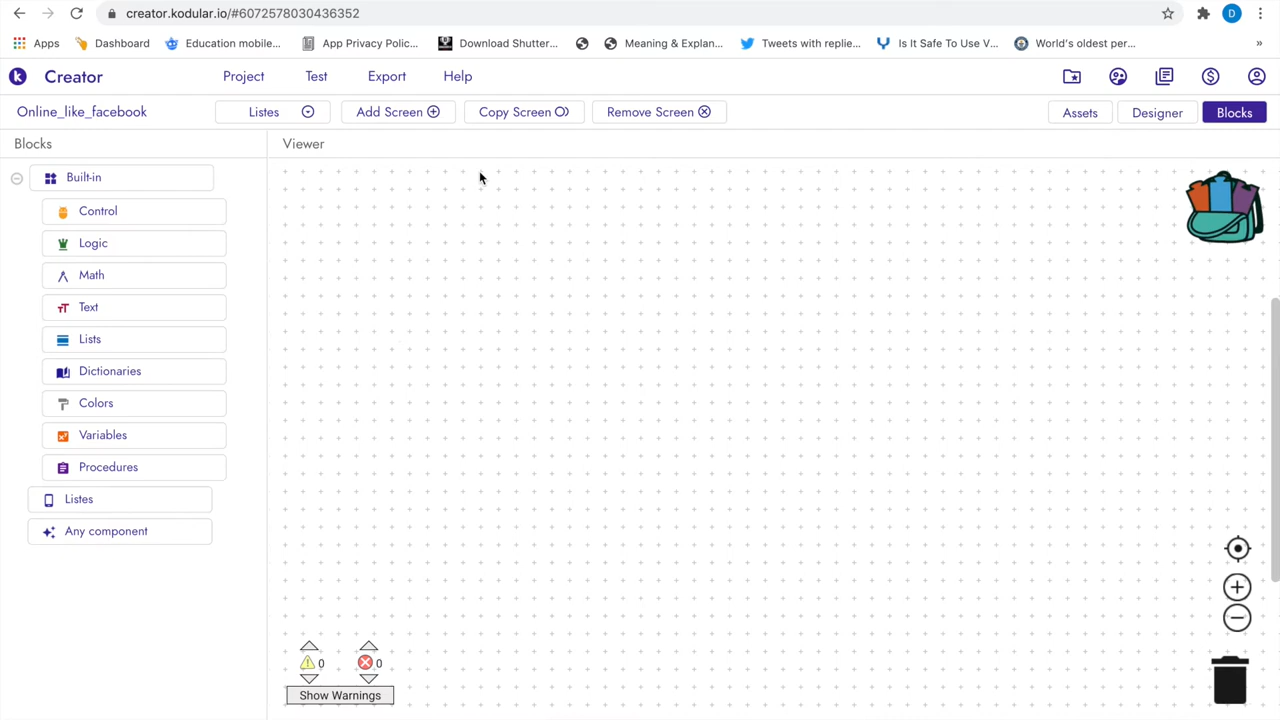 creator.kodular.io/#6072578030436352
D
Apps Dashboard Education mobile... App Privacy Polic... Download Shutter... Meaning & Explan... Tweets with replie... Is It Safe To Use V... World's oldest per... »
k Creator Project Test Export Help
Online_like_facebook Listes Add Screen Copy Screen Remove Screen Assets Designer Blocks
Blocks Viewer
Built-in
Control
Logic
Math
Text
Lists
Dictionaries
Colors
Variables
Procedures
Listes
Any component
0 0
Show Warnings